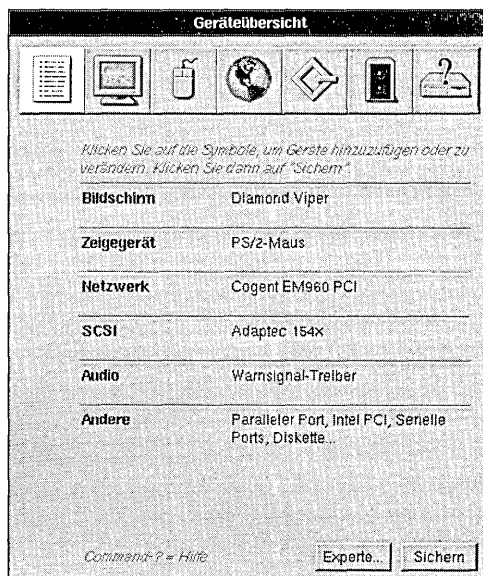 Geräteübersicht
Klicken Sie auf die Symbole, um Geräte hinzuzufügen oder zu
verändern. Klicken Sie dann auf "Sichern".
Bildschirm Diamond Viper
Zeigegerät PS/2-Maus
Netzwerk Cogent EM960 PCI
SCSI Adaptec 154x
Audio Warnsignal-Treiber
Andere Paralleler Port, Intel PCI, Serielle
Ports, Diskette...
Command-? = Hilfe
Experte... Sichern